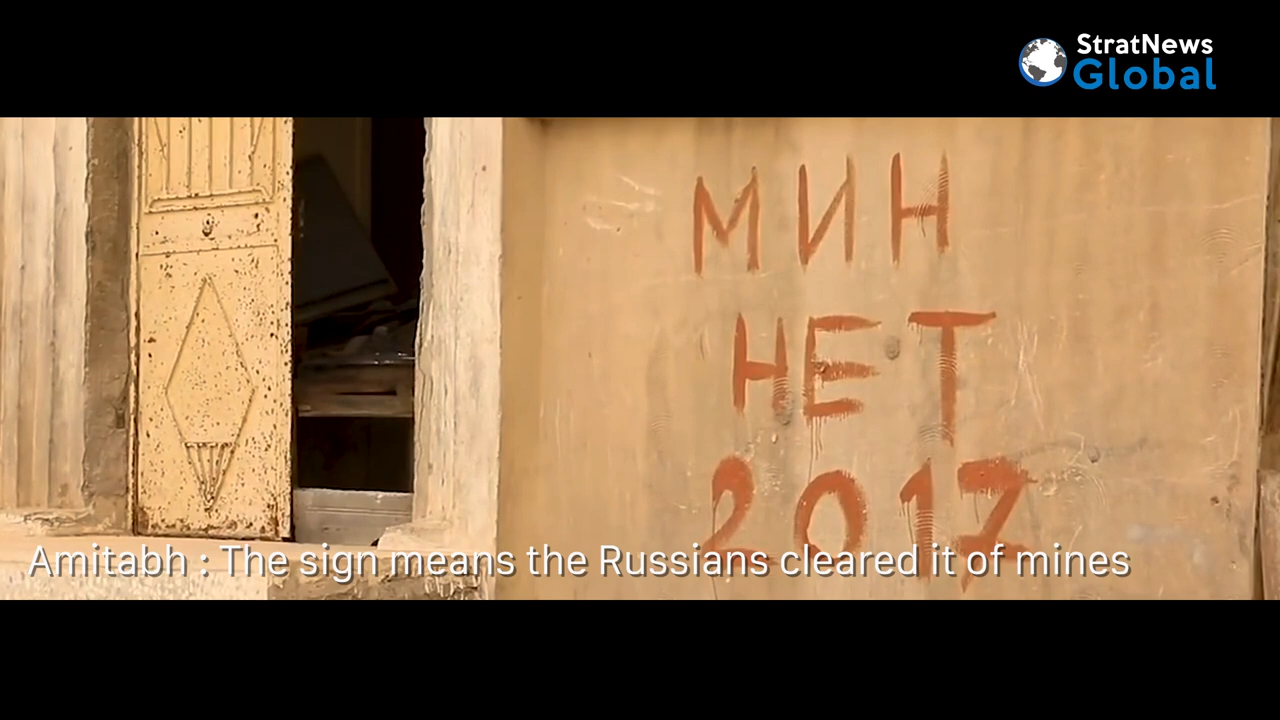 StratNews
Global
МИН
НЕТ
2017
Amitabh : The sign means the Russians cleared it of mines